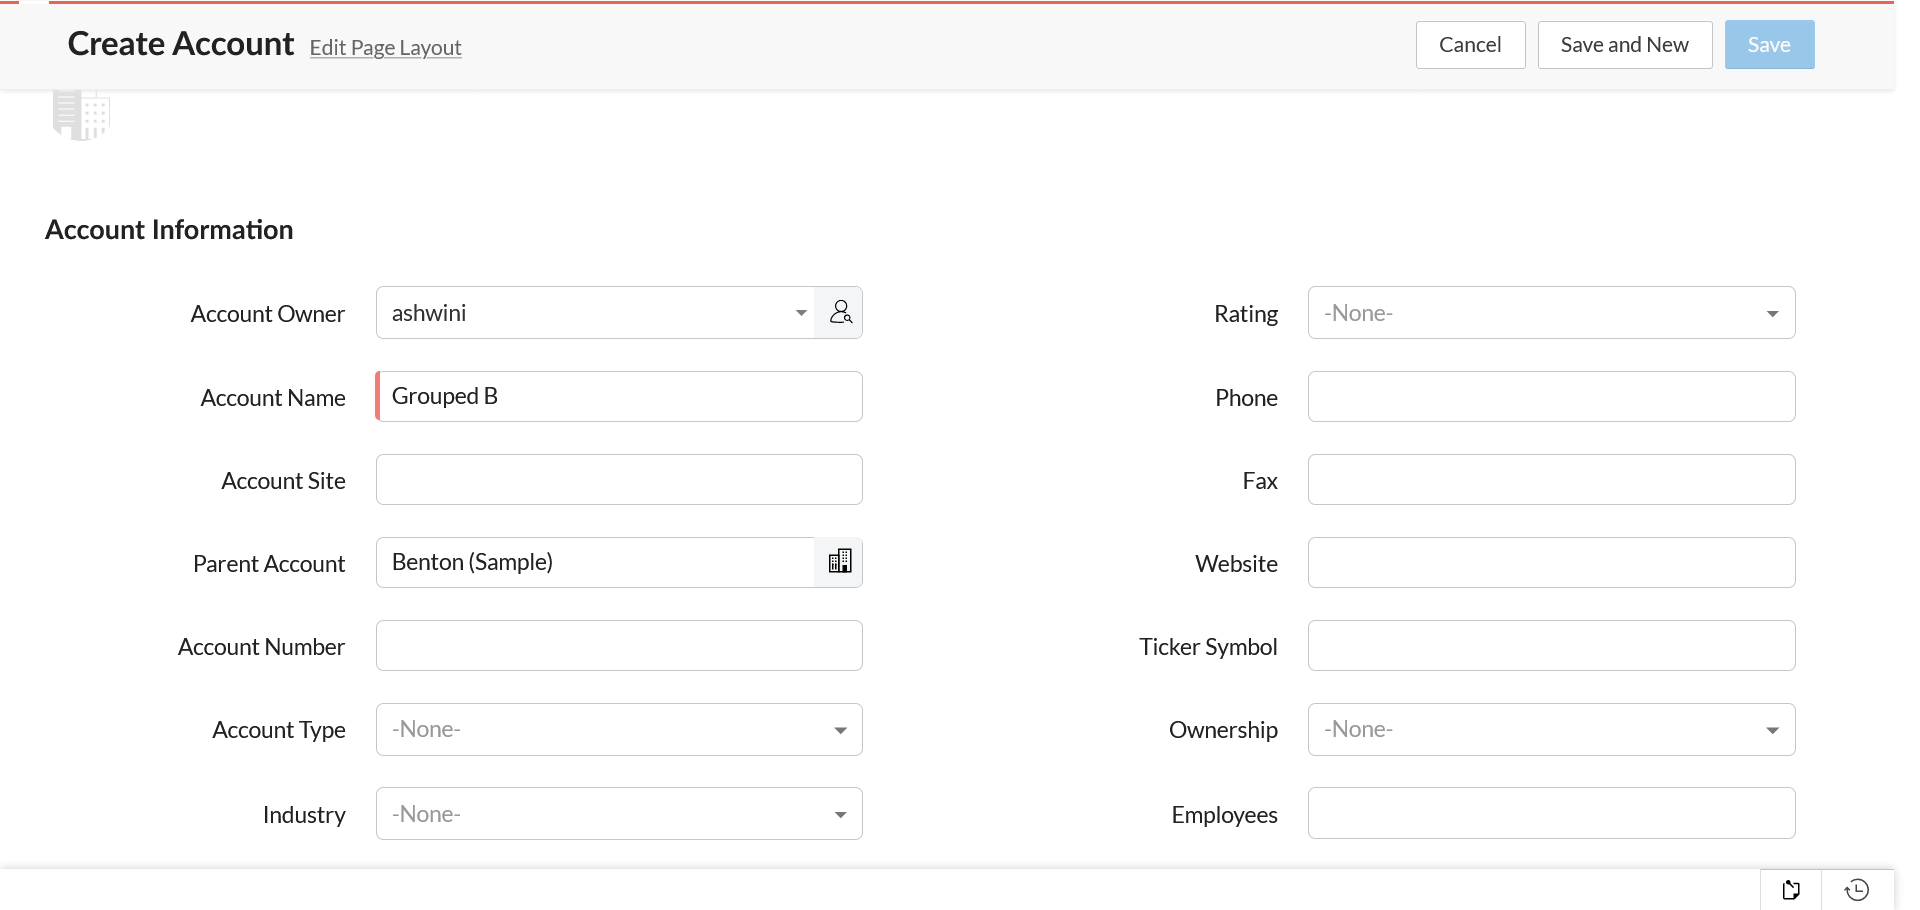 Create Account Edit Page Layout Cancel Save and New Save
Account Information
Account Owner ashwini Rating -None-
Account Name Grouped B Phone
Account Site Fax
Parent Account Benton (Sample) Website
Account Number Ticker Symbol
Account Type -None- Ownership -None-
Industry -None- Employees